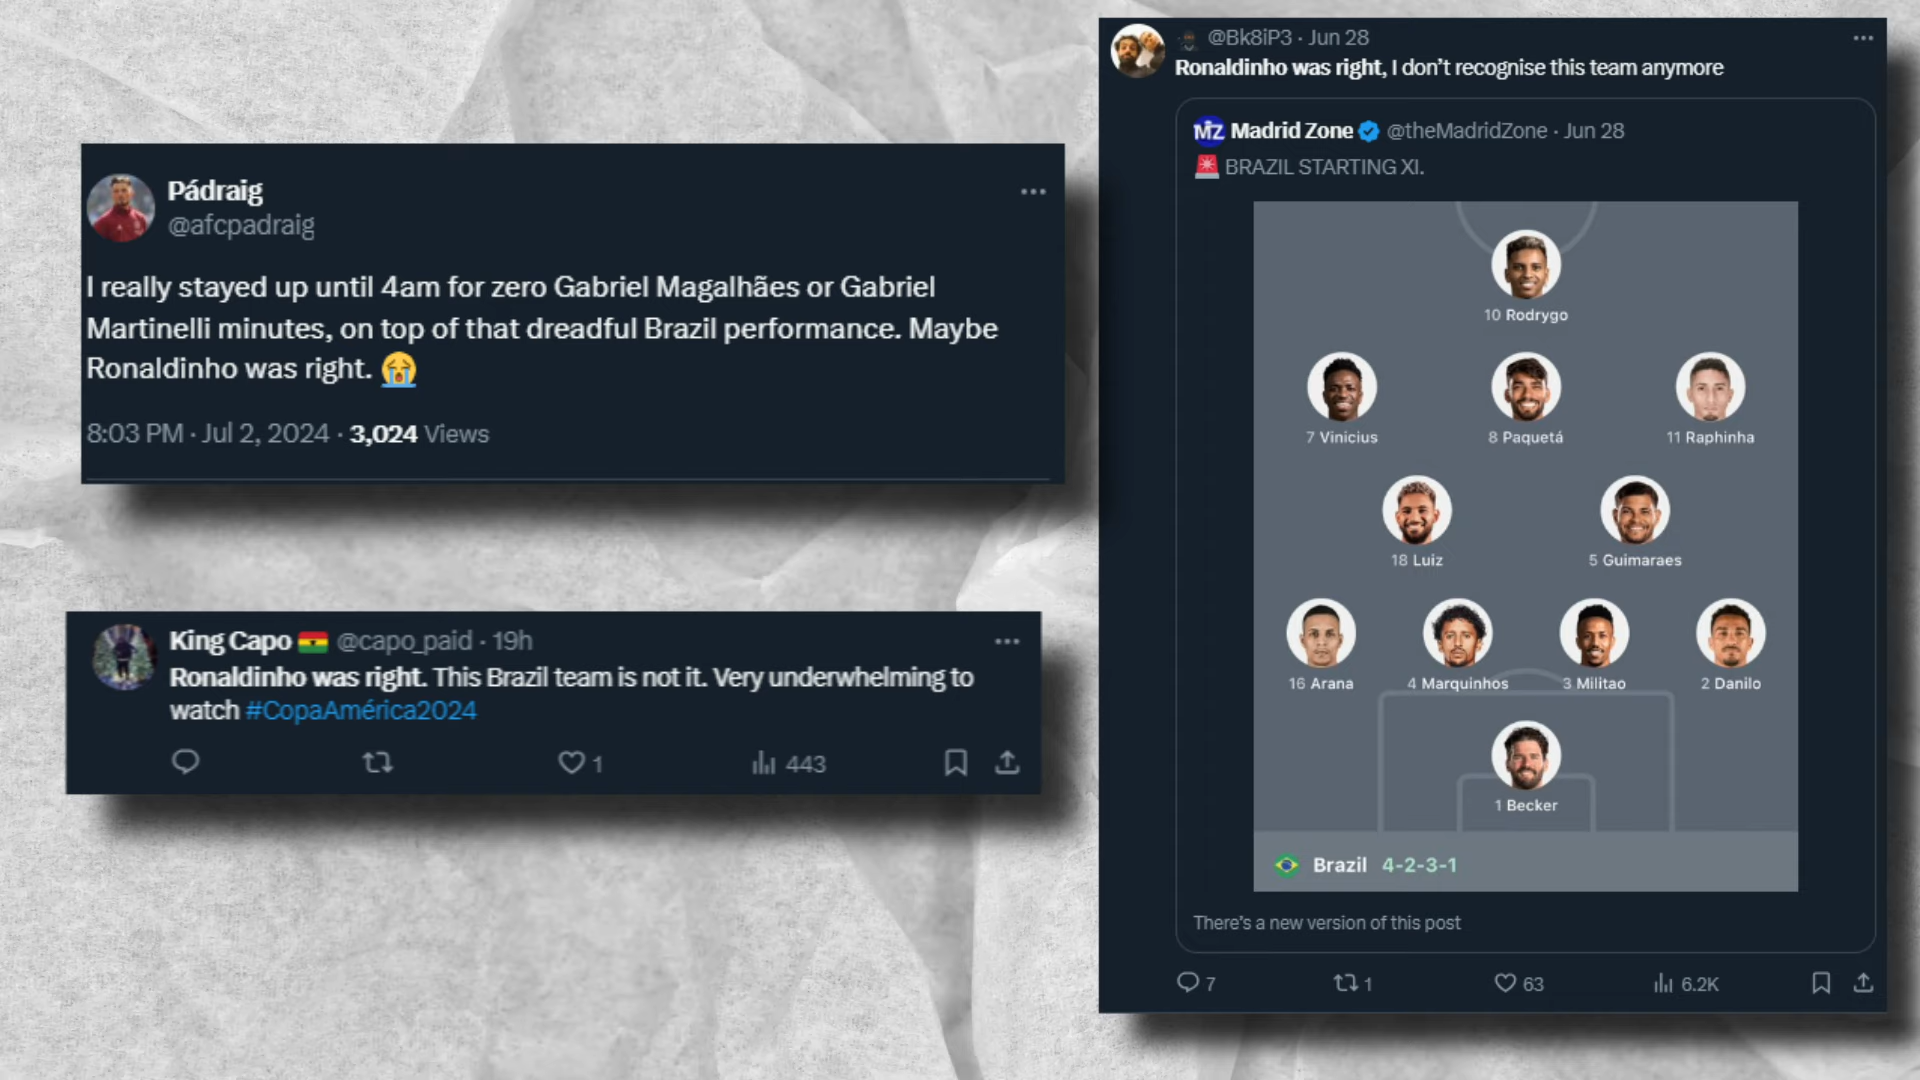 Pádraig
@afcpadraig
I really stayed up until 4am for zero Gabriel Magalhães or Gabriel
Martinelli minutes, on top of that dreadful Brazil performance. Maybe
Ronaldinho was right. 😭
8:03 PM · Jul 2, 2024 · 3,024 Views
King Capo 🇬🇭 @capo_paid · 19h
Ronaldinho was right. This Brazil team is not it. Very underwhelming to
watch #CopaAmérica2024
1
443
@Bk8iP3 · Jun 28
Ronaldinho was right, I don't recognise this team anymore
MZ Madrid Zone @theMadridZone · Jun 28
🚨 BRAZIL STARTING XI.
10 Rodrygo
7 Vinicius
8 Paquetá
11 Raphinha
18 Luiz
5 Guimaraes
16 Arana
4 Marquinhos
3 Militao
2 Danilo
1 Becker
Brazil 4-2-3-1
There's a new version of this post
7
1
63
6.2K